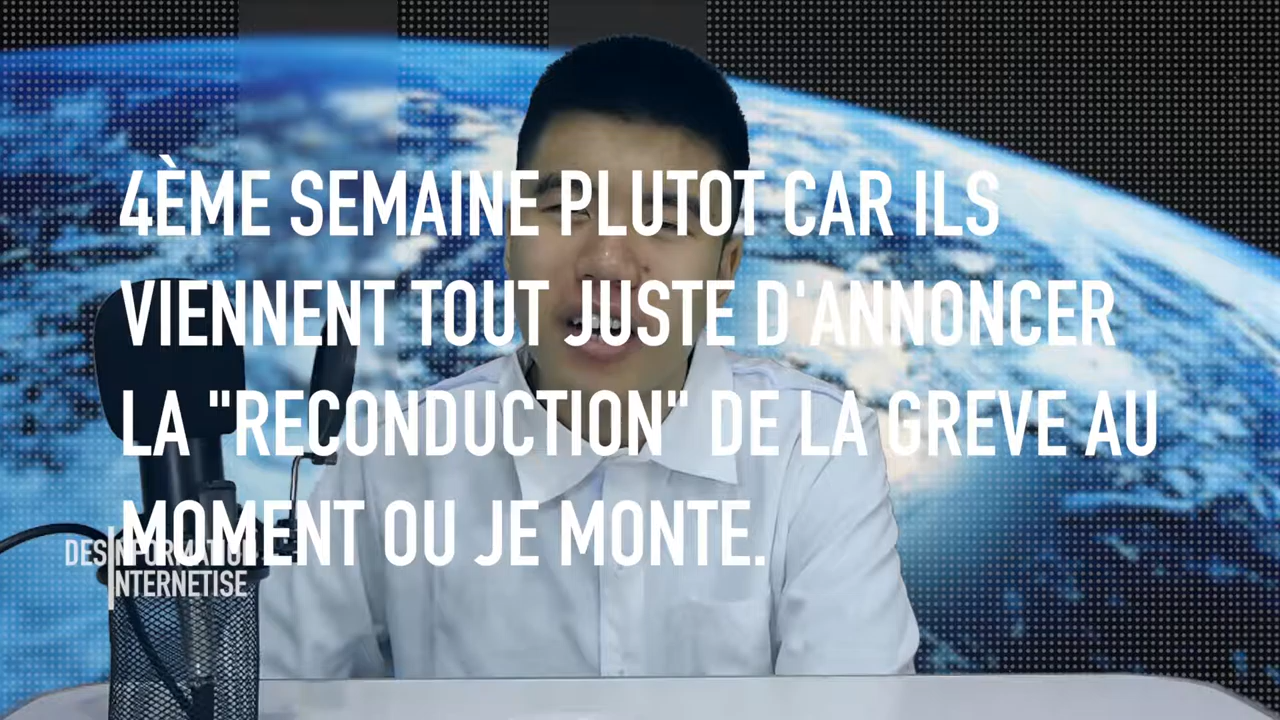 4ÈME SEMAINE PLUTOT CAR ILS
VIENNENT TOUT JUSTE D'ANNONCER
LA "RECONDUCTION" DE LA GREVE AU
MOMENT OU JE MONTE.
DESINFORMATION
INTERNETISE